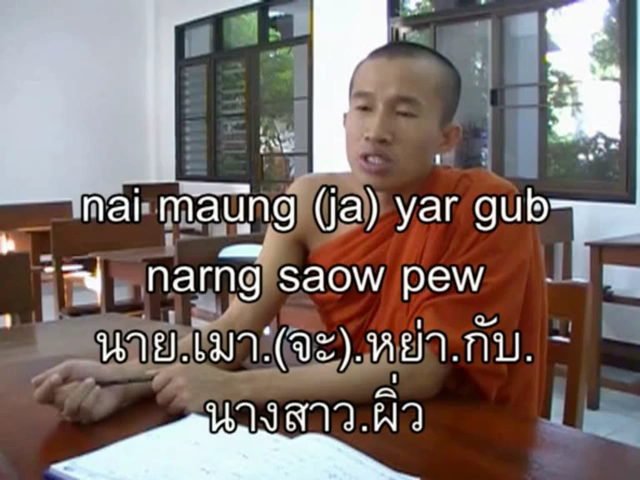 nai maung (ja) yar gub
narng saow pew
นาย.เมา.(จะ).หย่า.กับ.
นางสาว.ผิ่ว